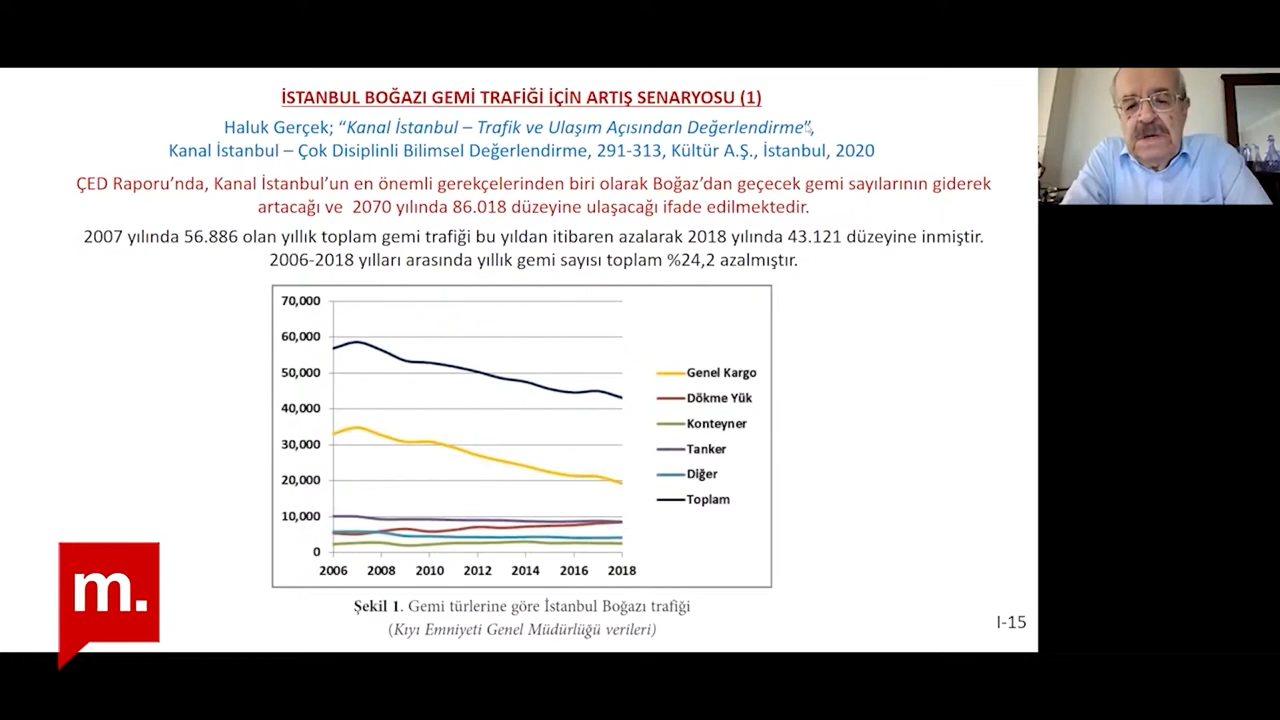 İSTANBUL BOĞAZI GEMİ TRAFİĞİ İÇİN ARTIŞ SENARYOSU (1)
Haluk Gerçek; “Kanal İstanbul – Trafik ve Ulaşım Açısından Değerlendirme”,
Kanal İstanbul – Çok Disiplinli Bilimsel Değerlendirme, 291-313, Kültür A.Ş., İstanbul, 2020
ÇED Raporu’nda, Kanal İstanbul’un en önemli gerekçelerinden biri olarak Boğaz’dan geçecek gemi sayılarının giderek
artacağı ve 2070 yılında 86.018 düzeyine ulaşacağı ifade edilmektedir.
2007 yılında 56.886 olan yıllık toplam gemi trafiği bu yıldan itibaren azalarak 2018 yılında 43.121 düzeyine inmiştir.
2006-2018 yılları arasında yıllık gemi sayısı toplam %24,2 azalmıştır.
70,000
60,000
50,000
40,000
30,000
20,000
10,000
0
2006 2008 2010 2012 2014 2016 2018
Genel Kargo
Dökme Yük
Konteyner
Tanker
Diğer
Toplam
Şekil 1. Gemi türlerine göre İstanbul Boğazı trafiği
(Kıyı Emniyeti Genel Müdürlüğü verileri)
I-15
m.